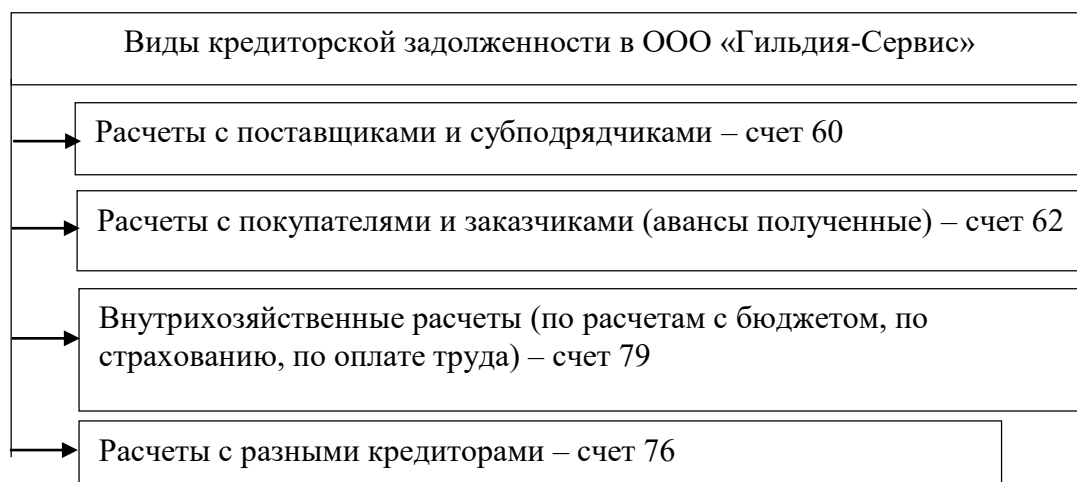 Виды кредиторской задолженности в ООО «Гильдия-Сервис»
Расчеты с поставщиками и субподрядчиками – счет 60
Расчеты с покупателями и заказчиками (авансы полученные) – счет 62
Внутрихозяйственные расчеты (по расчетам с бюджетом, по
страхованию, по оплате труда) – счет 79
Расчеты с разными кредиторами – счет 76